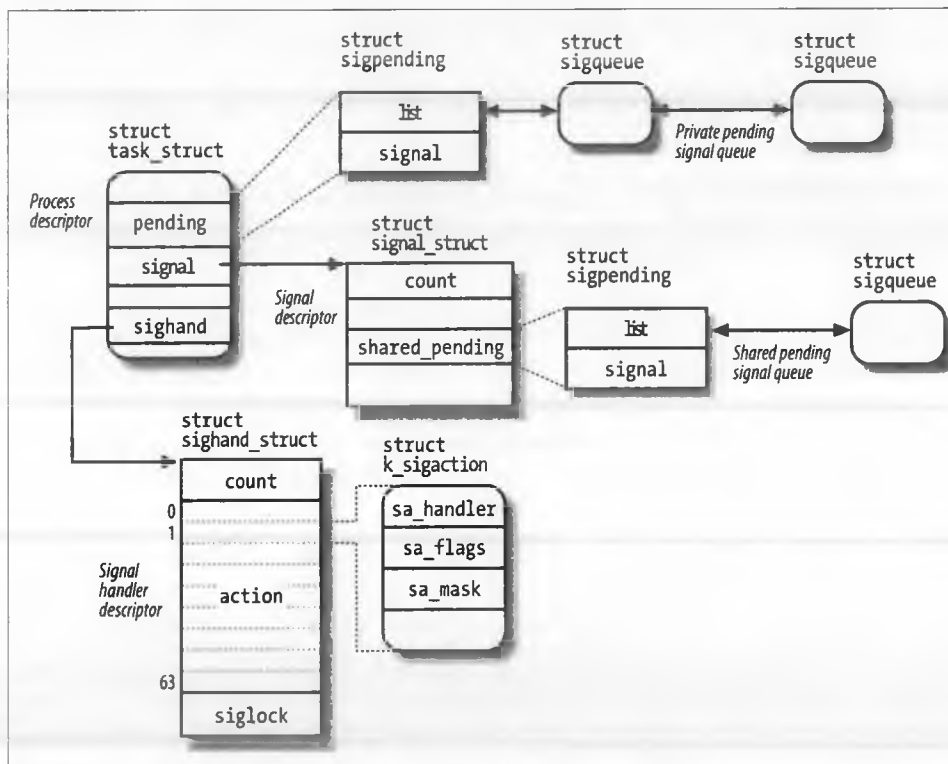 struct
sigpending
struct
sigqueue
struct
sigqueue
list
signal
Private pending
signal queue
struct
task_struct
Process
descriptor
pending
signal
sighand
struct
signal_struct
Signal
descriptor
count
shared_pending
struct
sigpending
list
signal
struct
sigqueue
Shared pending
signal queue
struct
sighand_struct
count
0
1
Signal
handler
descriptor
action
63
siglock
struct
k_sigaction
sa_handler
sa_flags
sa_mask